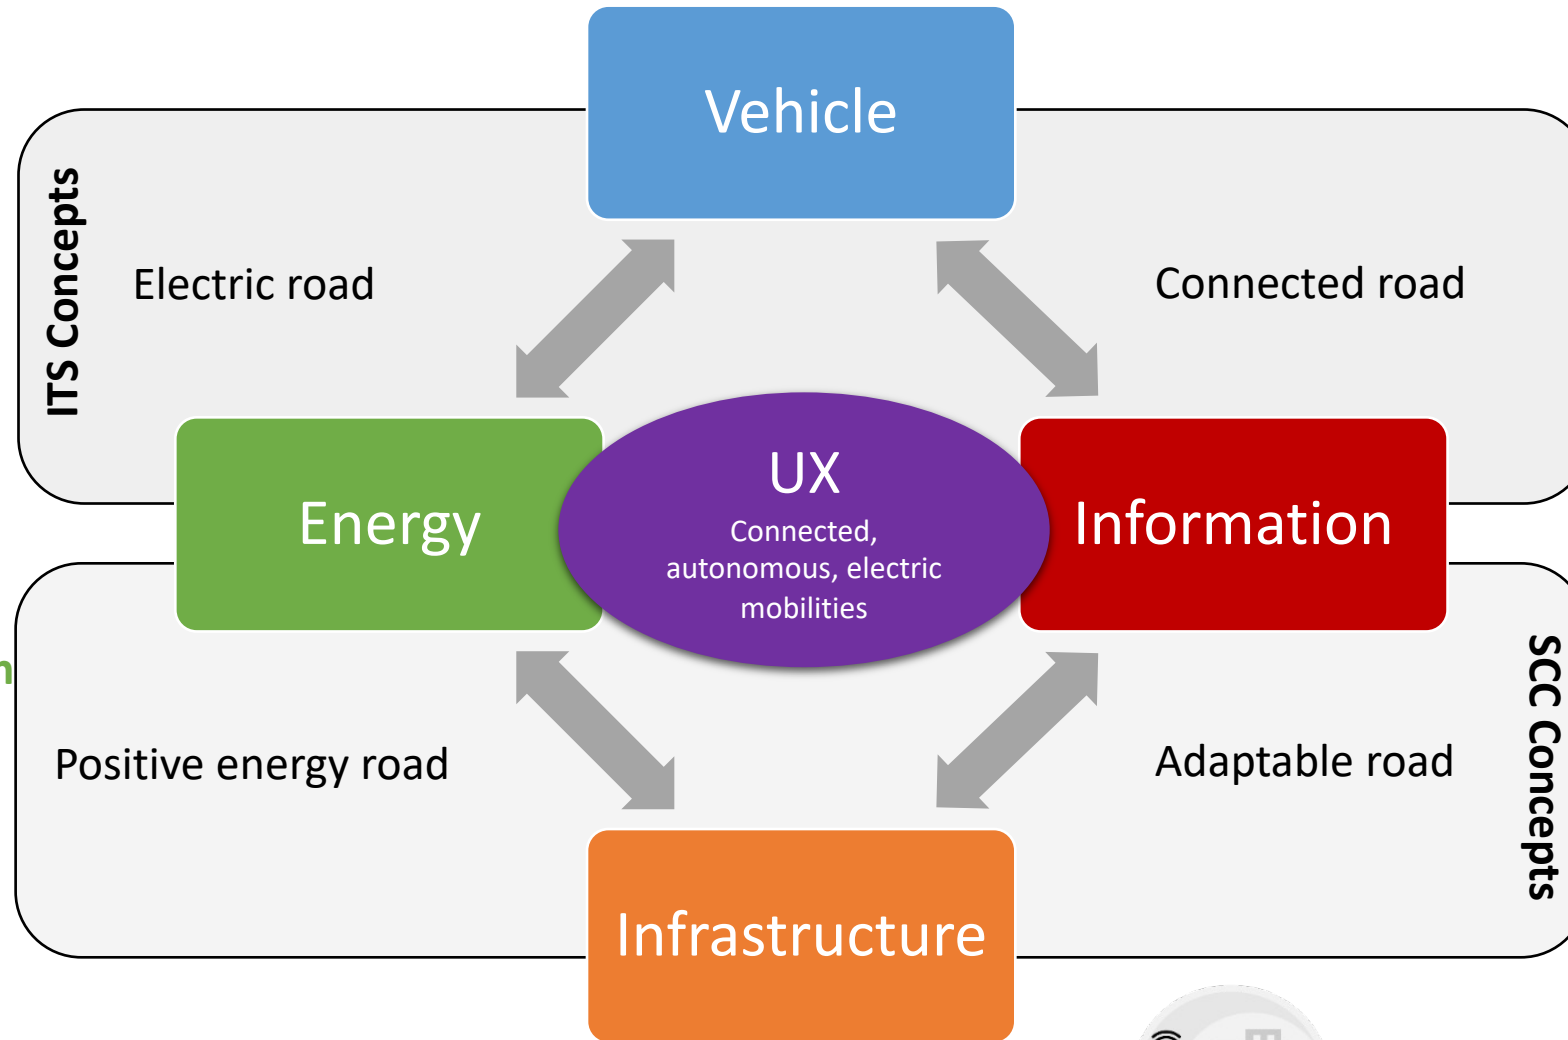 Vehicle
ITS Concepts
Electric road
Connected road
Energy
UX
Connected,
autonomous, electric
mobilities
Information
Positive energy road
Adaptable road
SCC Concepts
Infrastructure